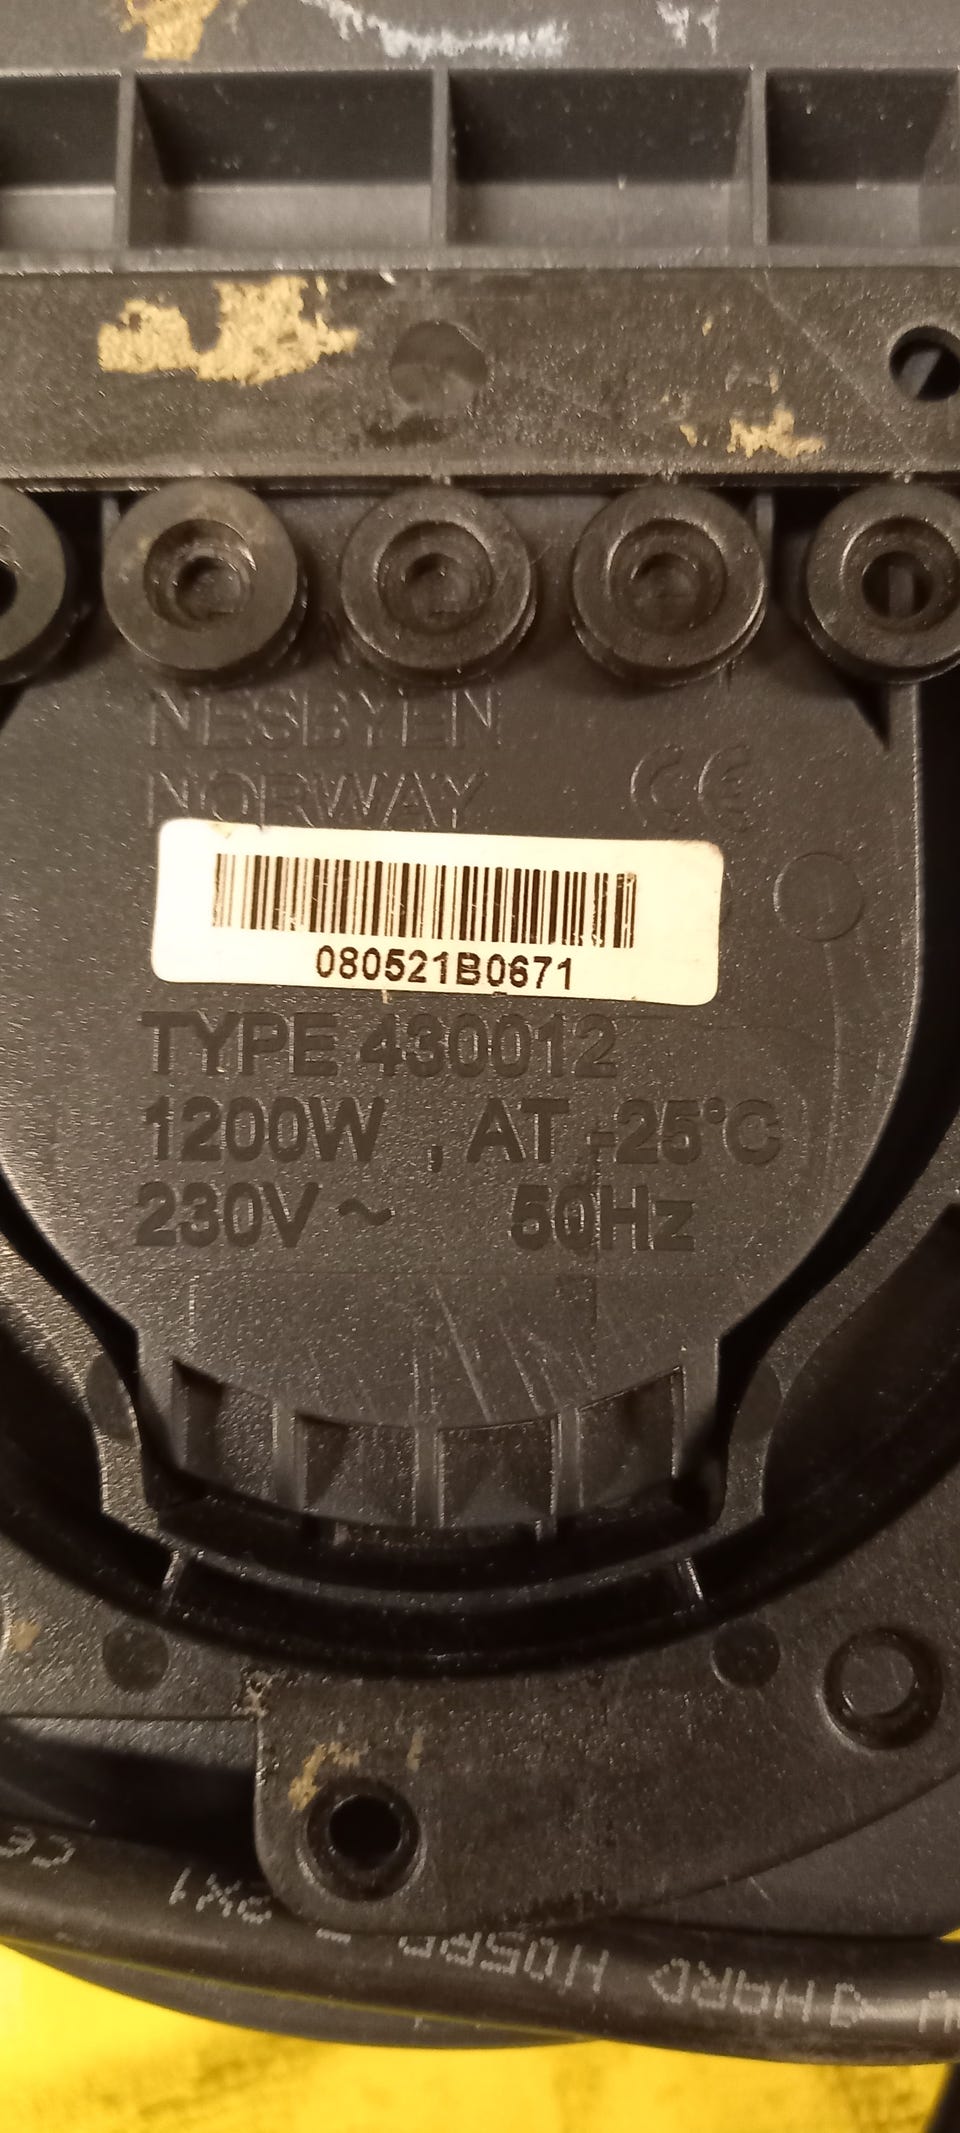 NESBYEN
NORWAY CE
080521B0671
TYPE 430012
1200W , AT -25°C
230V ~ 50Hz